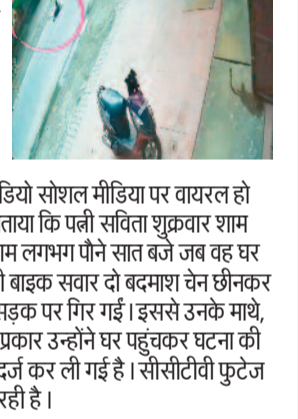 डियो सोशल मीडिया पर वायरल हो
ताया कि पत्नी सविता शुक्रवार शाम
म लगभग पौने सात बजे जब वह घर
बाइक सवार दो बदमाश चेन छीनकर
सड़क पर गिर गईं। इससे उनके माथे,
प्रकार उन्होंने घर पहुंचकर घटना की
दर्ज कर ली गई है। सीसीटीवी फुटेज
रही है।